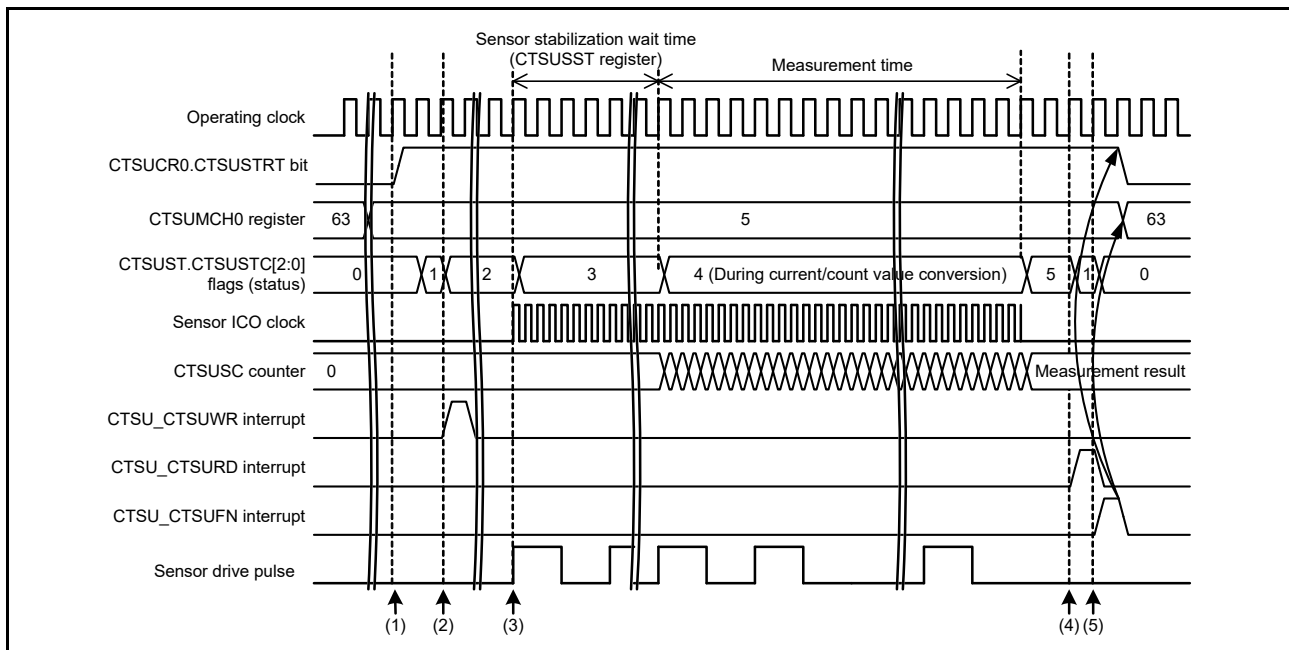 Sensor stabilization wait time
(CTSUSST register)
Measurement time
Operating clock
CTSUCR0.CTSUSTRT bit
CTSUMCH0 register
63
5
63
CTSUST.CTSUSTC[2:0]
flags (status)
0
1
2
3
4 (During current/count value conversion)
5
1
0
Sensor ICO clock
CTSUSC counter
0
Measurement result
CTSU_CTSUWR interrupt
CTSU_CTSURD interrupt
CTSU_CTSUFN interrupt
Sensor drive pulse
(1)
(2)
(3)
(4)
(5)